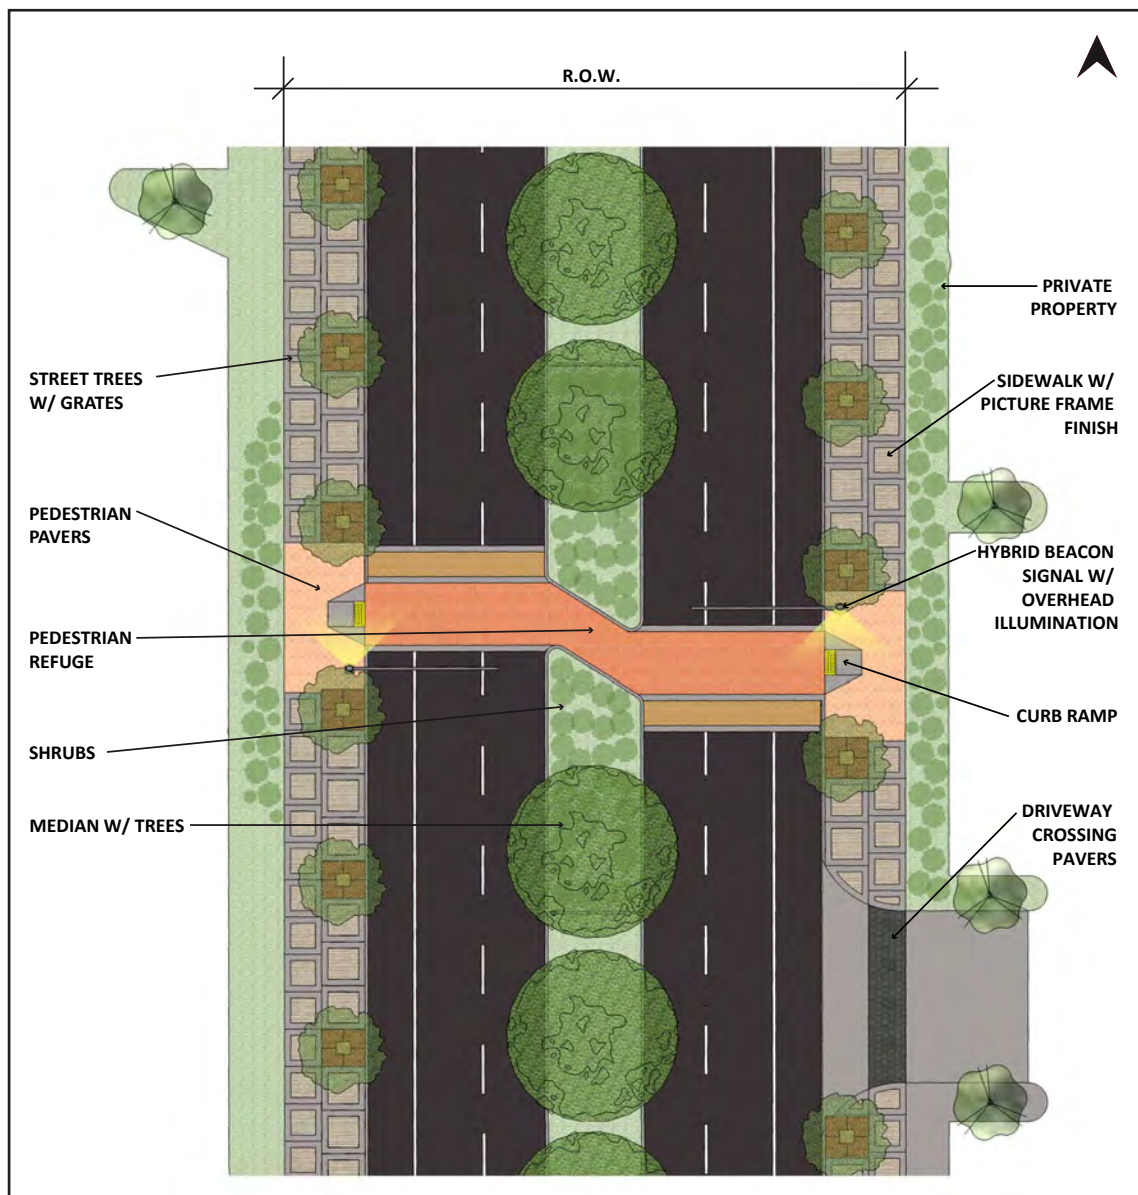 R.O.W.
PRIVATE
PROPERTY
STREET TREES
W/ GRATES
SIDEWALK W/
PICTURE FRAME
FINISH
PEDESTRIAN
PAVERS
HYBRID BEACON
SIGNAL W/
OVERHEAD
ILLUMINATION
PEDESTRIAN
REFUGE
CURB RAMP
SHRUBS
MEDIAN W/ TREES
DRIVEWAY
CROSSING
PAVERS